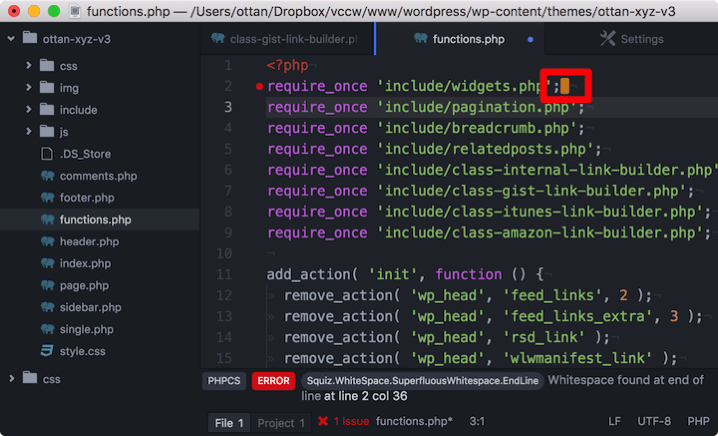 functions.php — /Users/ottan/Dropbox/vccw/www/wordpress/wp-content/themes/ottan-xyz-v3
ottan-xyz-v3
css
img
include
js
.DS_Store
comments.php
footer.php
functions.php
header.php
index.php
page.php
sidebar.php
single.php
style.css
css
class-gist-link-builder.p
functions.php
Settings
1 <?php
2 require_once 'include/widgets.php';
3 require_once 'include/pagination.php';
4 require_once 'include/breadcrumb.php';
5 require_once 'include/relatedposts.php';
6 require_once 'include/class-internal-link-builder.php'
7 require_once 'include/class-gist-link-builder.php';
8 require_once 'include/class-itunes-link-builder.php';
9 require_once 'include/class-amazon-link-builder.php';
10
11 add_action( 'init', function () {
12 remove_action( 'wp_head', 'feed_links', 2 );
13 remove_action( 'wp_head', 'feed_links_extra', 3 );
14 remove_action( 'wp_head', 'rsd_link' );
15 remove_action( 'wp_head', 'wlwmanifest_link' );
PHPCS ERROR Squiz.WhiteSpace.SuperfluousWhitespace.EndLine Whitespace found at end of
line at line 2 col 36
File 1 Project 1 1 Issue functions.php* 3:1 LF UTF-8 PHP